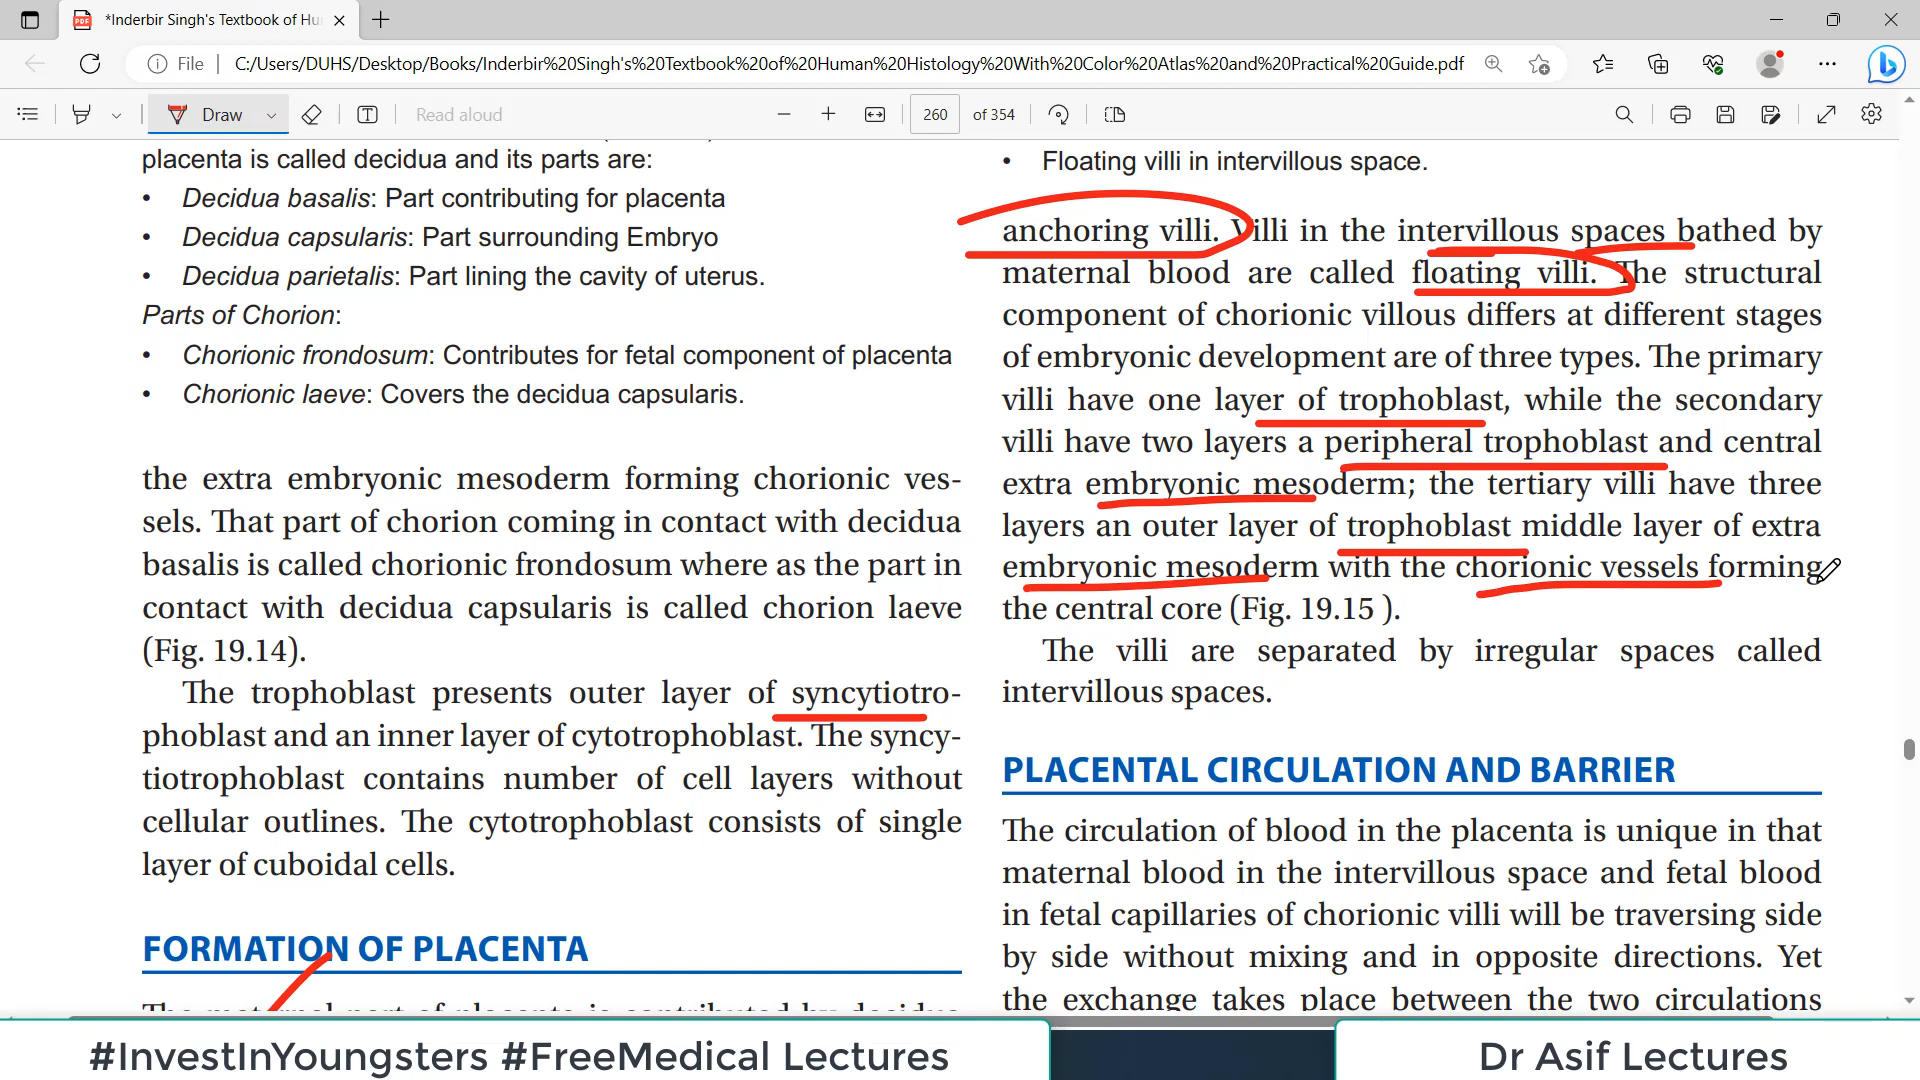 *Inderbir Singh's Textbook of Hu
File
C:/Users/DUHS/Desktop/Books/Inderbir%20Singh's%20Textbook%20of%20Human%20Histology%20With%20Color%20Atlas%20and%20Practical%20Guide.pdf
Draw
Read aloud
260 of 354
placenta is called decidua and its parts are:
• Decidua basalis: Part contributing for placenta
• Decidua capsularis: Part surrounding Embryo
• Decidua parietalis: Part lining the cavity of uterus.
Parts of Chorion:
• Chorionic frondosum: Contributes for fetal component of placenta
• Chorionic laeve: Covers the decidua capsularis.
the extra embryonic mesoderm forming chorionic ves-
sels. That part of chorion coming in contact with decidua
basalis is called chorionic frondosum where as the part in
contact with decidua capsularis is called chorion laeve
(Fig. 19.14).
The trophoblast presents outer layer of syncytiotro-
phoblast and an inner layer of cytotrophoblast. The syncy-
tiotrophoblast contains number of cell layers without
cellular outlines. The cytotrophoblast consists of single
layer of cuboidal cells.
FORMATION OF PLACENTA
The maternal part of placenta is contributed by decidua
• Floating villi in intervillous space.
anchoring villi. Villi in the intervillous spaces bathed by
maternal blood are called floating villi. The structural
component of chorionic villous differs at different stages
of embryonic development are of three types. The primary
villi have one layer of trophoblast, while the secondary
villi have two layers a peripheral trophoblast and central
extra embryonic mesoderm; the tertiary villi have three
layers an outer layer of trophoblast middle layer of extra
embryonic mesoderm with the chorionic vessels forming
the central core (Fig. 19.15 ).
The villi are separated by irregular spaces called
intervillous spaces.
PLACENTAL CIRCULATION AND BARRIER
The circulation of blood in the placenta is unique in that
maternal blood in the intervillous space and fetal blood
in fetal capillaries of chorionic villi will be traversing side
by side without mixing and in opposite directions. Yet
the exchange takes place between the two circulations
#InvestInYoungsters #FreeMedical Lectures
Dr Asif Lectures